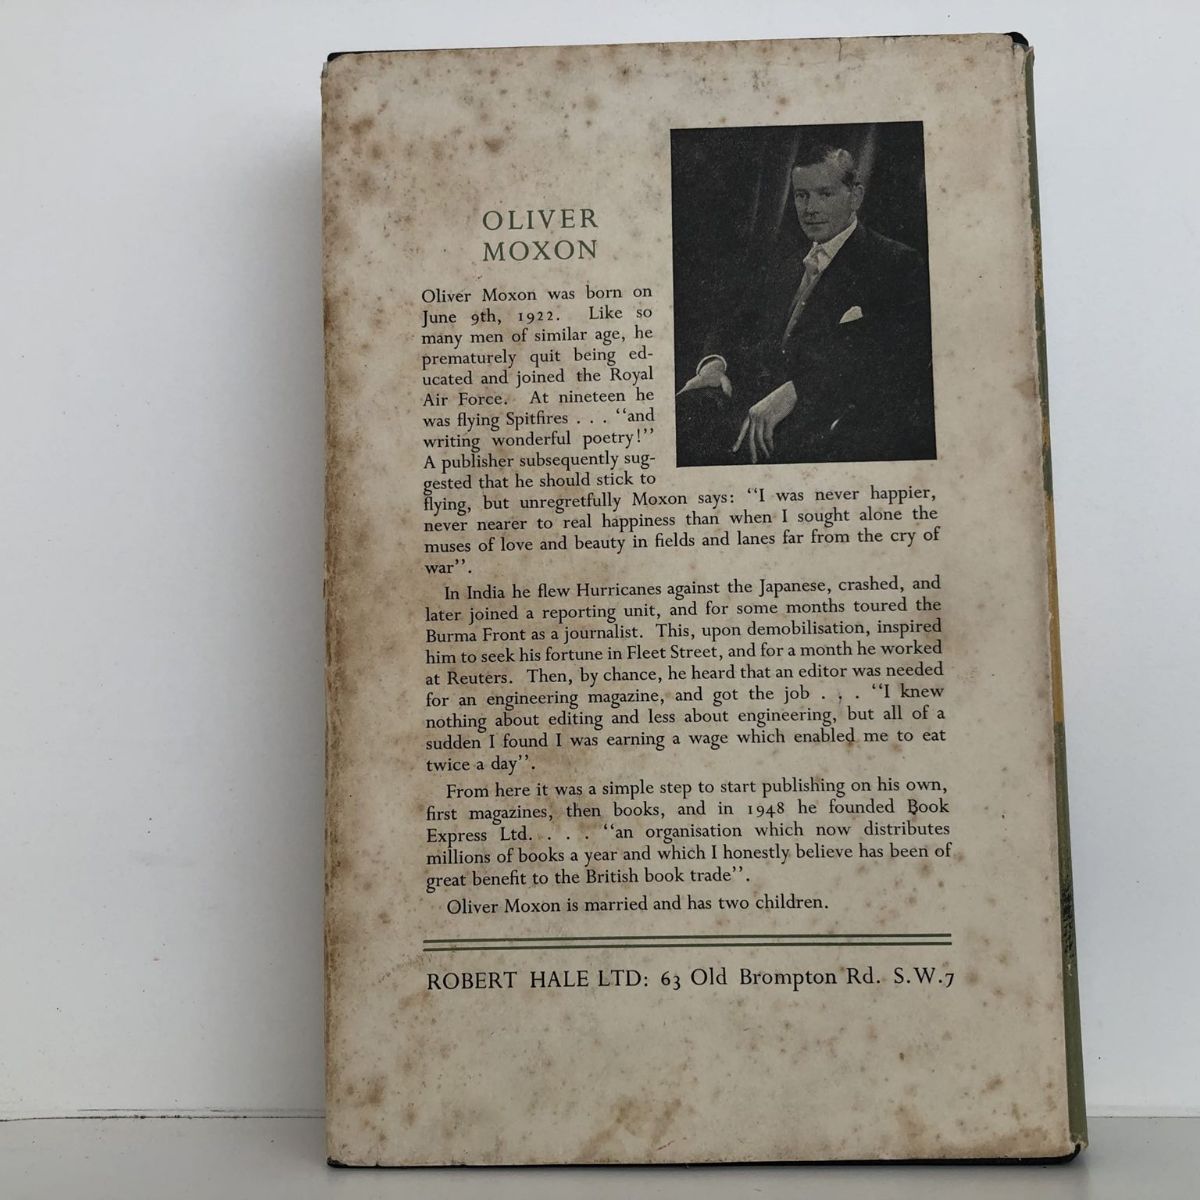 OLIVER
MOXON
Oliver Moxon was born on
June 9th, 1922. Like so
many men of similar age, he
prematurely quit being ed-
ucated and joined the Royal
Air Force. At nineteen he
was flying Spitfires . . . “and
writing wonderful poetry!”
A publisher subsequently sug-
gested that he should stick to
flying, but unregretfully Moxon says: “I was never happier,
never nearer to real happiness than when I sought alone the
muses of love and beauty in fields and lanes far from the cry of
war”.
In India he flew Hurricanes against the Japanese, crashed, and
later joined a reporting unit, and for some months toured the
Burma Front as a journalist. This, upon demobilisation, inspired
him to seek his fortune in Fleet Street, and for a month he worked
at Reuters. Then, by chance, he heard that an editor was needed
for an engineering magazine, and got the job . . . “I knew
nothing about editing and less about engineering, but all of a
sudden I found I was earning a wage which enabled me to eat
twice a day”.
From here it was a simple step to start publishing on his own,
first magazines, then books, and in 1948 he founded Book
Express Ltd. . . . “an organisation which now distributes
millions of books a year and which I honestly believe has been of
great benefit to the British book trade”.
Oliver Moxon is married and has two children.
ROBERT HALE LTD: 63 Old Brompton Rd. S.W.7